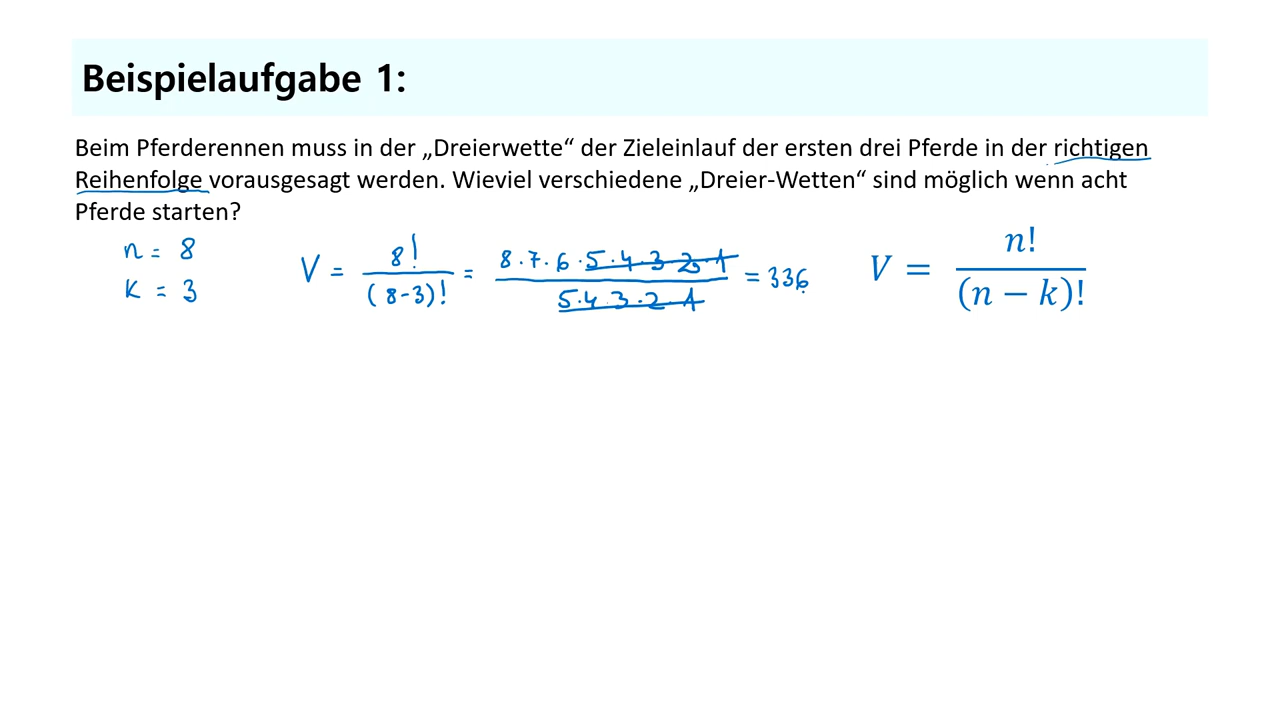 Beispielaufgabe 1:
Beim Pferderennen muss in der „Dreierwette“ der Zieleinlauf der ersten drei Pferde in der richtigen
Reihenfolge vorausgesagt werden. Wieviel verschiedene „Dreier-Wetten“ sind möglich wenn acht
Pferde starten?
n = 8
K = 3
V = 8! / (8-3)! = 8·7·6·5·4·3·2·1 / 5·4·3·2·1 = 336
V = n! / (n − k)!